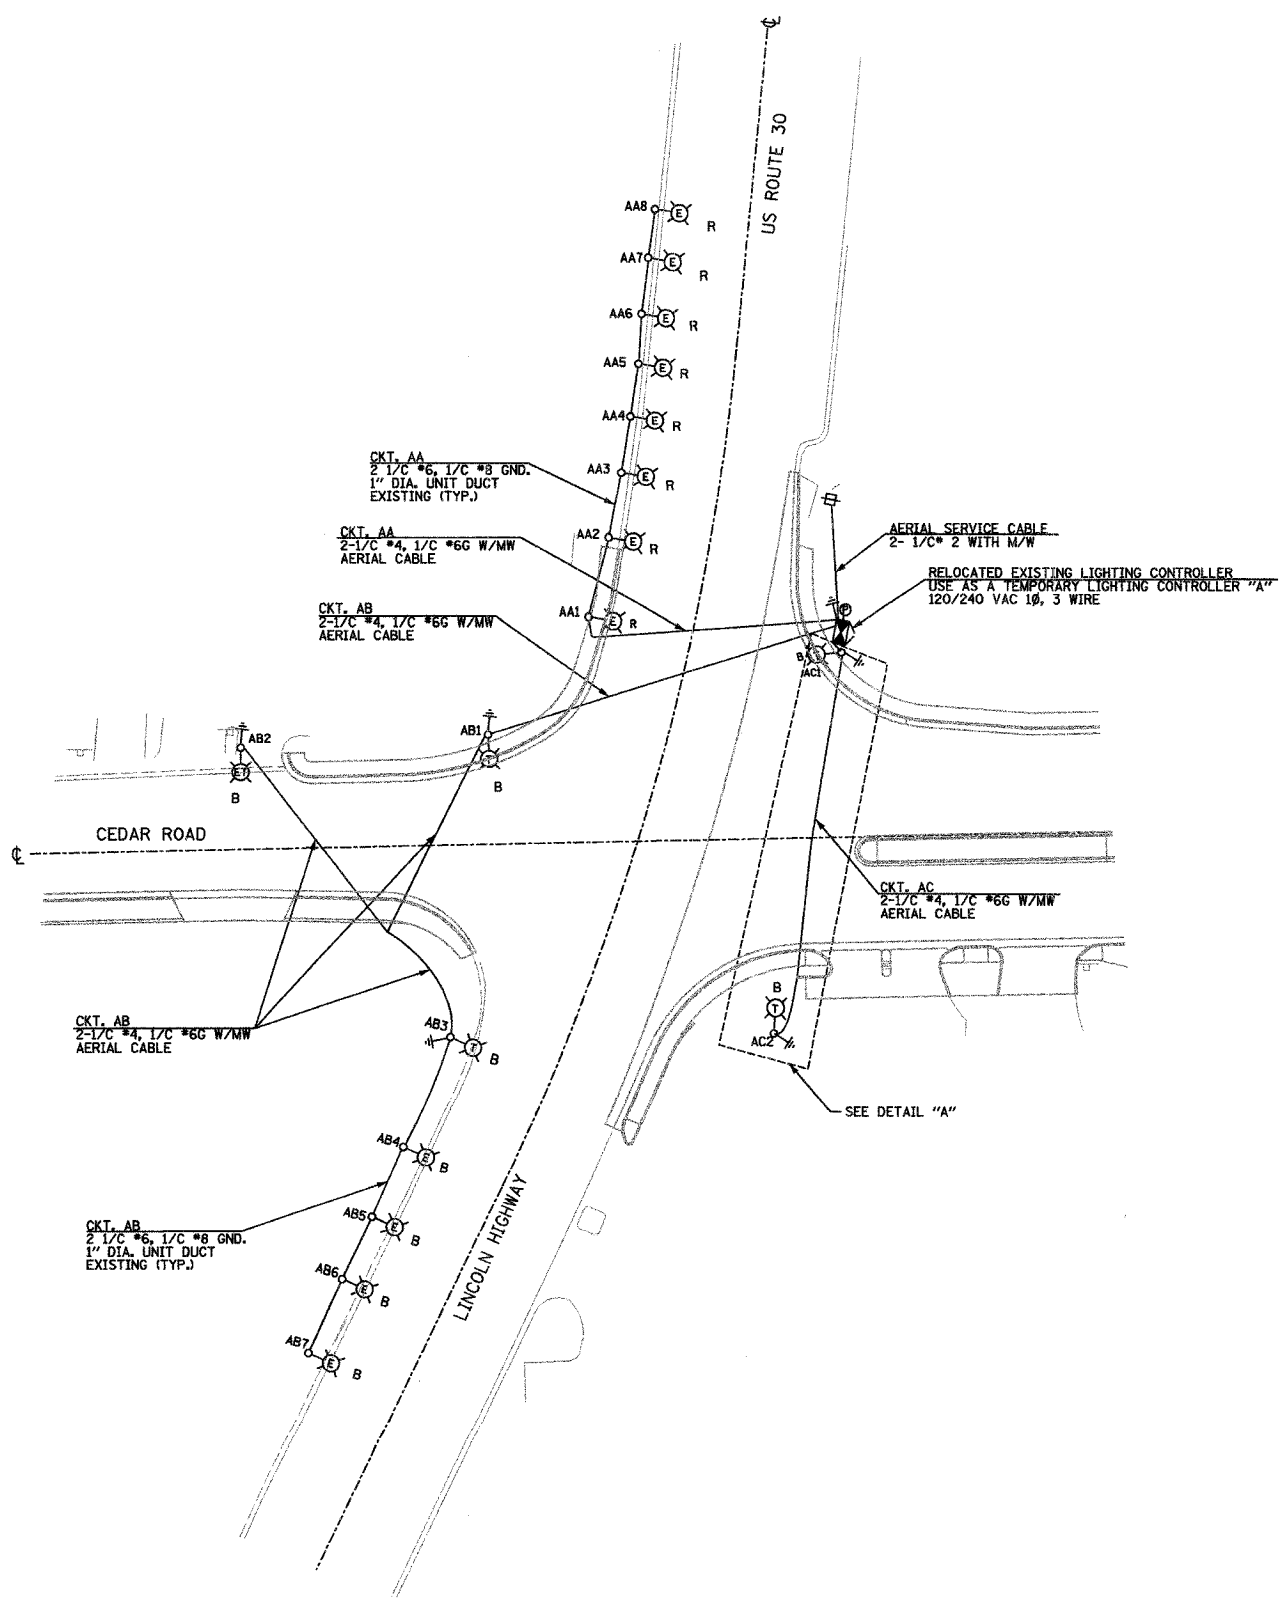 ℄
US ROUTE 30
AA8
E
R
AA7
E
R
AA6
E
R
AA5
E
R
AA4
E
R
CKT. AA
2 1/C #6, 1/C #8 GND.
1" DIA. UNIT DUCT
EXISTING (TYP.)
AA3
E
R
CKT. AA
2-1/C #4, 1/C #6G W/MW
AERIAL CABLE
AA2
E
R
AERIAL SERVICE CABLE
2- 1/C# 2 WITH M/W
RELOCATED EXISTING LIGHTING CONTROLLER
USE AS A TEMPORARY LIGHTING CONTROLLER "A"
120/240 VAC 1Ø, 3 WIRE
P
CKT. AB
2-1/C #4, 1/C #6G W/MW
AERIAL CABLE
AA1
E
R
B
T
AC1
AB2
ET
B
AB1
T
B
CEDAR ROAD
℄
CKT. AC
2-1/C #4, 1/C #6G W/MW
AERIAL CABLE
CKT. AB
2-1/C #4, 1/C #6G W/MW
AERIAL CABLE
B
T
AC2
AB3
T
B
SEE DETAIL "A"
AB4
E
B
CKT. AB
2 1/C #6, 1/C #8 GND.
1" DIA. UNIT DUCT
EXISTING (TYP.)
AB5
E
B
LINCOLN HIGHWAY
AB6
E
B
AB7
E
B